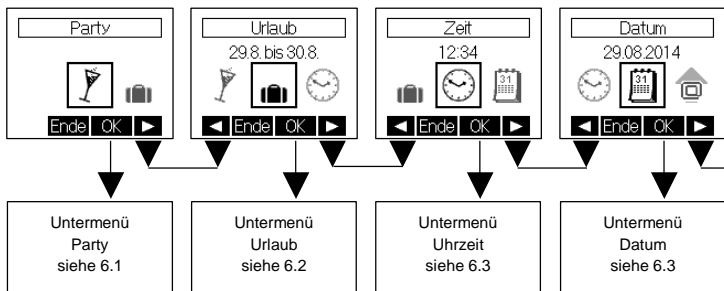 Party
Ende OK
Urlaub
29.8. bis 30.8.
Ende OK
Zeit
12:34
31
Ende OK
Datum
29.08.2014
31
Ende OK
Untermenü
Party
siehe 6.1
Untermenü
Urlaub
siehe 6.2
Untermenü
Uhrzeit
siehe 6.3
Untermenü
Datum
siehe 6.3